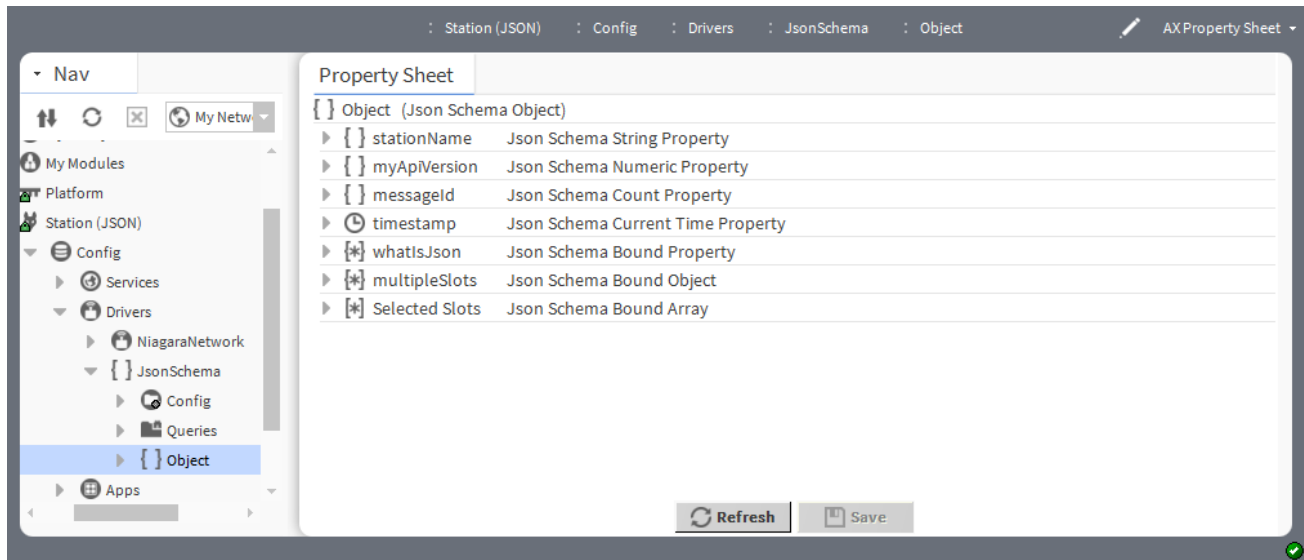 : Station (JSON) : Config : Drivers : JsonSchema : Object AX Property Sheet
Nav
My Netw
My Modules
Platform
Station (JSON)
Config
Services
Drivers
NiagaraNetwork
{ } JsonSchema
Config
Queries
{ } Object
Apps
Property Sheet
{ } Object (Json Schema Object)
{ } stationName Json Schema String Property
{ } myApiVersion Json Schema Numeric Property
{ } messageId Json Schema Count Property
timestamp Json Schema Current Time Property
{*} whatIsJson Json Schema Bound Property
{*} multipleSlots Json Schema Bound Object
[*] Selected Slots Json Schema Bound Array
Refresh Save